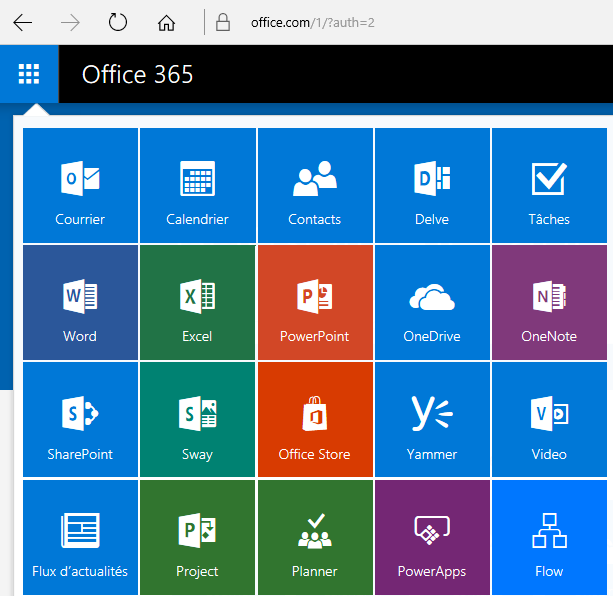 office.com/1/?auth=2
Office 365
Courrier
Calendrier
Contacts
Delve
Tâches
Word
Excel
PowerPoint
OneDrive
OneNote
SharePoint
Sway
Office Store
Yammer
Video
Flux d'actualités
Project
Planner
PowerApps
Flow